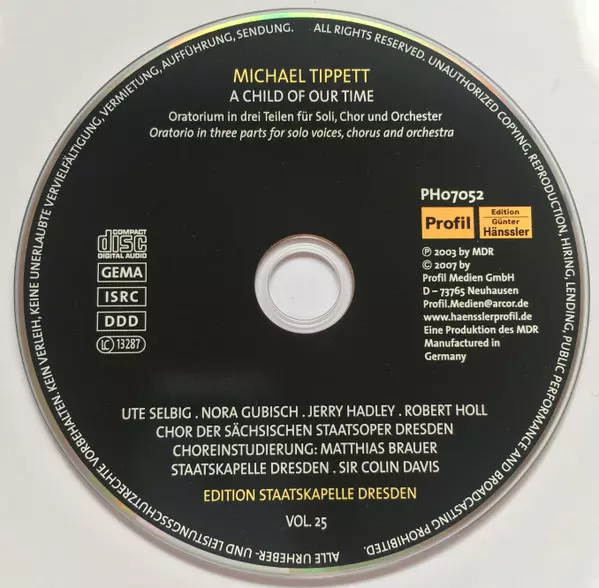 ALLE URHEBER- UND LEISTUNGSSCHUTZRECHTE VORBEHALTEN. KEIN VERLEIH, KEINE UNERLAUBTE VERVIELFÄLTIGUNG, VERMIETUNG, AUFFÜHRUNG, SENDUNG.
ALL RIGHTS RESERVED. UNAUTHORIZED COPYING, REPRODUCTION, HIRING, LENDING, PUBLIC PERFORMANCE AND BROADCASTING PROHIBITED.
MICHAEL TIPPETT
A CHILD OF OUR TIME
Oratorium in drei Teilen für Soli, Chor und Orchester
Oratorio in three parts for solo voices, chorus and orchestra
COMPACT
disc
DIGITAL AUDIO
GEMA
ISRC
DDD
LC 13287
PH07052
Profil
Edition
Günter
Hänssler
℗ 2003 by MDR
© 2007 by
Profil Medien GmbH
D – 73765 Neuhausen
Profil.Medien@arcor.de
www.haensslerprofil.de
Eine Produktion des MDR
Manufactured in
Germany
UTE SELBIG . NORA GUBISCH . JERRY HADLEY . ROBERT HOLL
CHOR DER SÄCHSISCHEN STAATSOPER DRESDEN
CHOREINSTUDIERUNG: MATTHIAS BRAUER
STAATSKAPELLE DRESDEN . SIR COLIN DAVIS
EDITION STAATSKAPELLE DRESDEN
VOL. 25